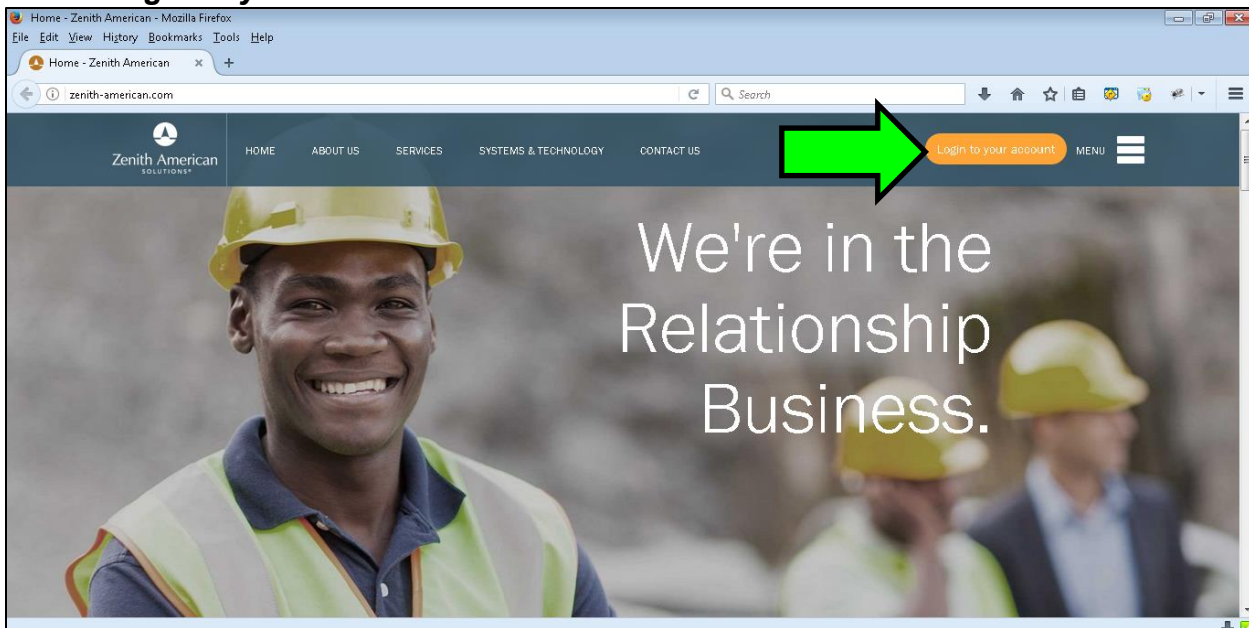 Home - Zenith American - Mozilla Firefox
File Edit View History Bookmarks Tools Help
Home - Zenith American × +
zenith-american.com Search
Zenith American
SOLUTIONS
HOME ABOUT US SERVICES SYSTEMS & TECHNOLOGY CONTACT US Login to your account MENU
We're in the
Relationship
Business.